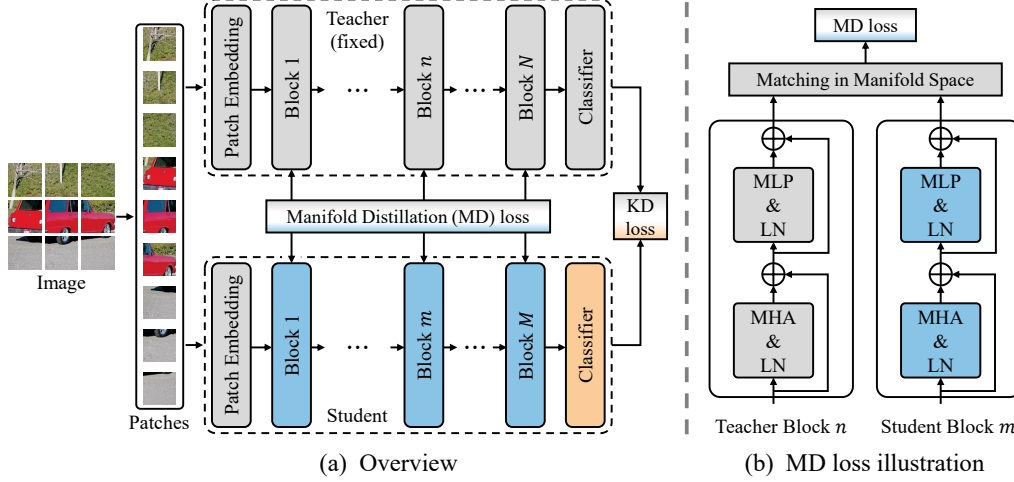 Teacher
(fixed)
Patch Embedding
Block 1
...
Block n
...
Block N
Classifier
Image
Patches
Manifold Distillation (MD) loss
KD
loss
Patch Embedding
Block 1
...
Block m
...
Block M
Classifier
Student
(a) Overview
MD loss
Matching in Manifold Space
MLP
&
LN
MHA
&
LN
Teacher Block n
MLP
&
LN
MHA
&
LN
Student Block m
(b) MD loss illustration